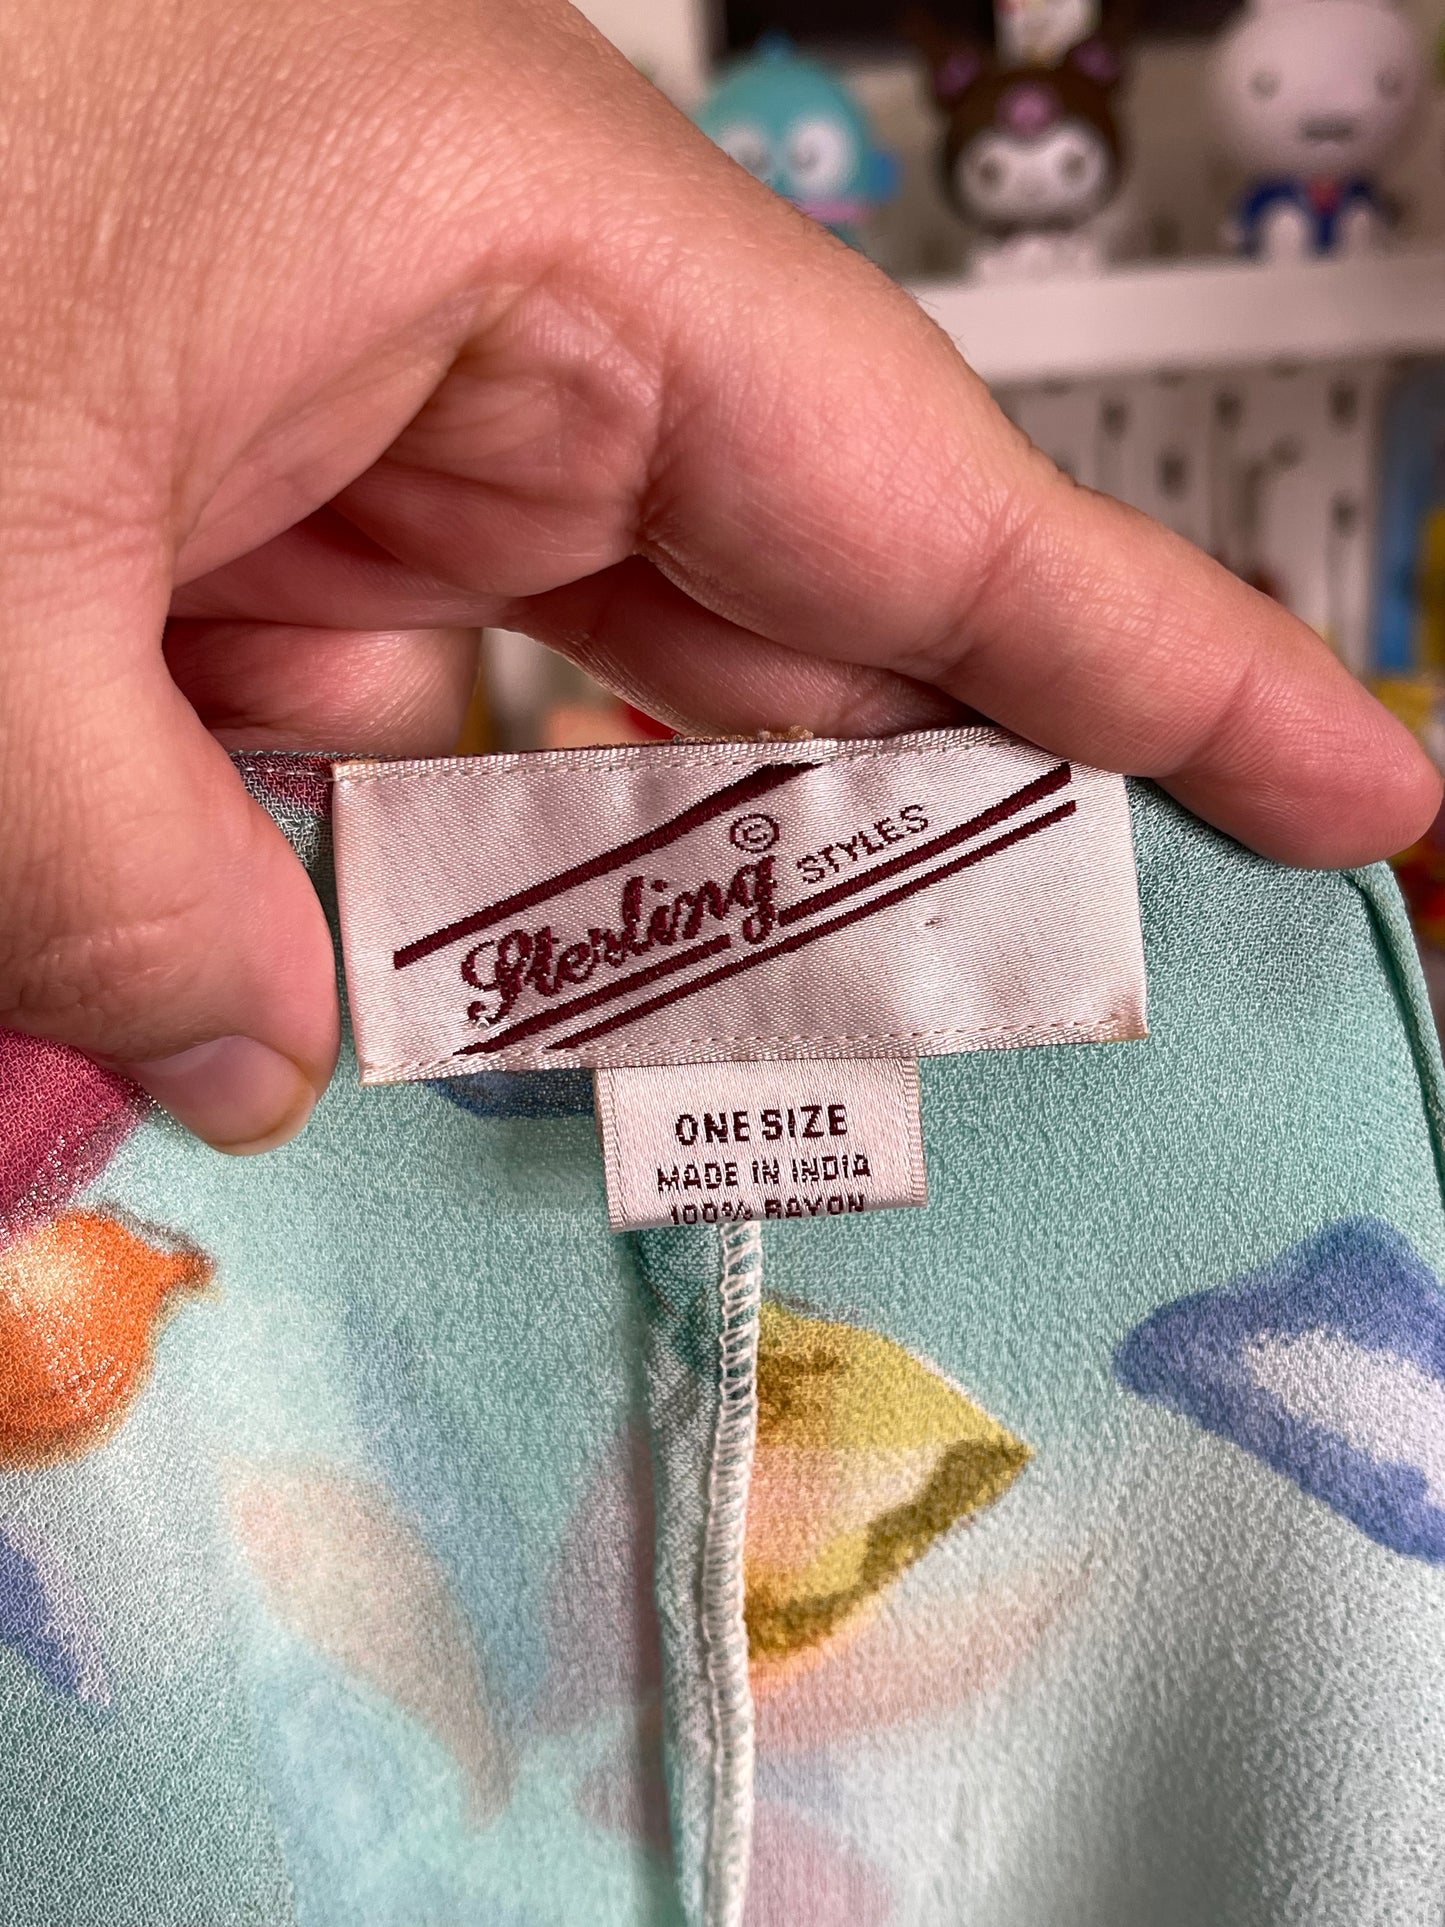 Sterling © STYLES
ONE SIZE
MADE IN INDIA
100% RAYON